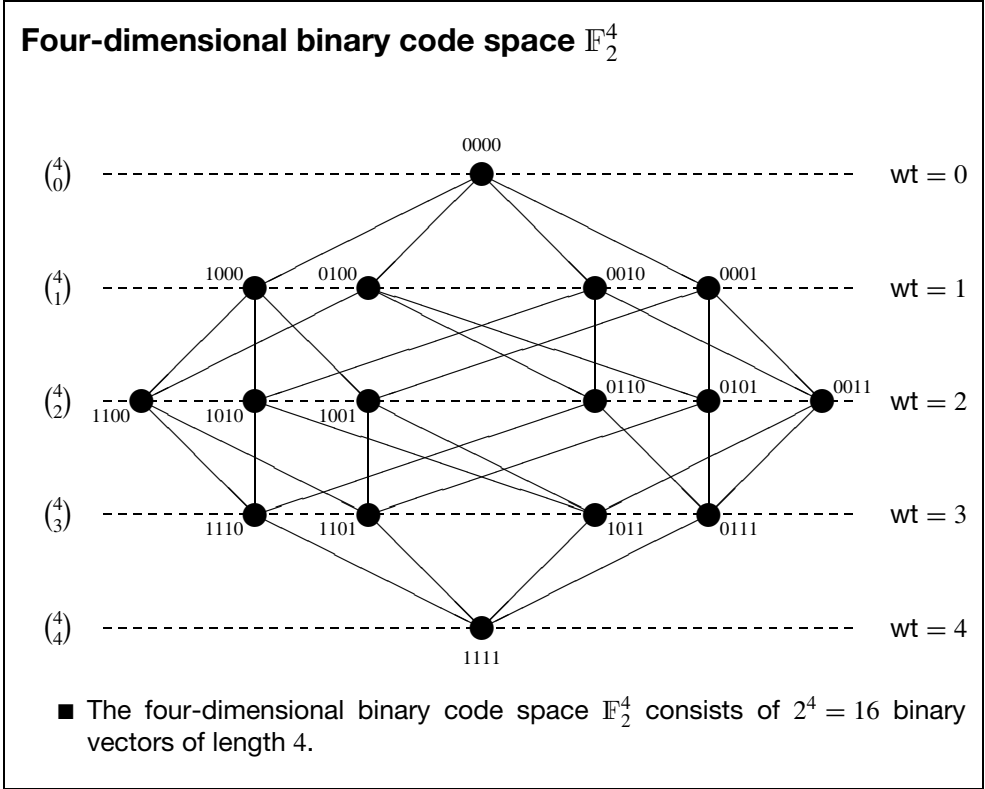 Four-dimensional binary code space 𝔽₂⁴
0000
(4 0) wt = 0
1000 0100 0010 0001
(4 1) wt = 1
(4 2) 0110 0101 0011 wt = 2
1100 1010 1001
(4 3) wt = 3
1110 1101 1011 0111
(4 4) wt = 4
1111
■ The four-dimensional binary code space 𝔽₂⁴ consists of 2⁴ = 16 binary
vectors of length 4.